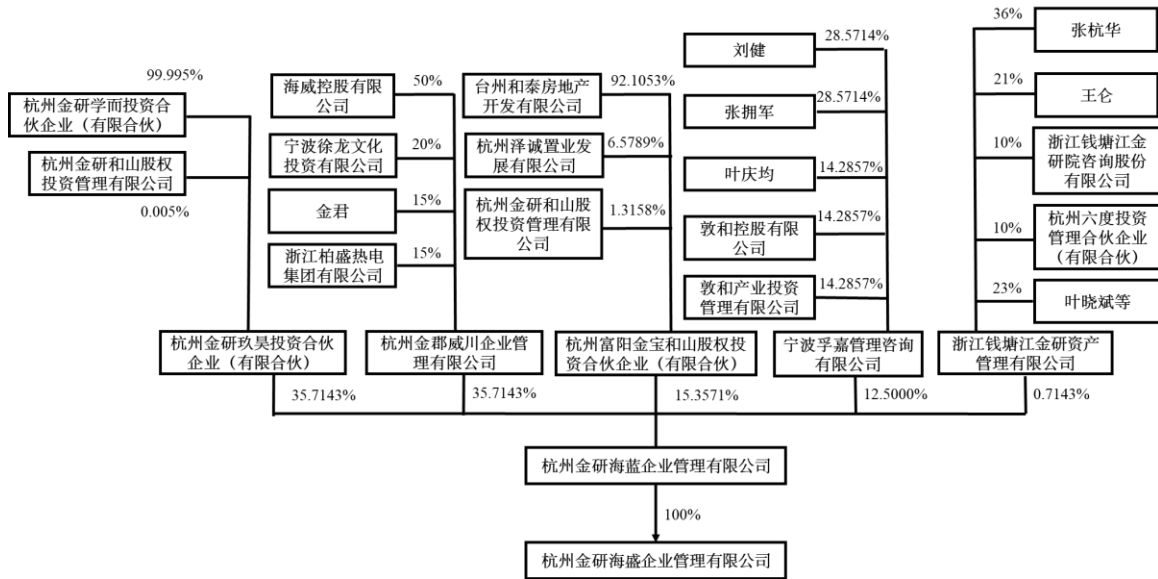 99.995%
杭州金研学而投资合
伙企业（有限合伙）
杭州金研和山股权
投资管理有限公司
0.005%
海威控股有限
公司
50%
宁波徐龙文化
投资有限公司
20%
金君
15%
浙江柏盛热电
集团有限公司
15%
台州和泰房地产
开发有限公司
92.1053%
杭州泽诚置业发
展有限公司
6.5789%
杭州金研和山股
权投资管理有限
公司
1.3158%
刘健
28.5714%
张拥军
28.5714%
叶庆均
14.2857%
敦和控股有限
公司
14.2857%
敦和产业投资
管理有限公司
14.2857%
36%
张杭华
21%
王仑
10%
浙江钱塘江金
研院咨询股份
有限公司
10%
杭州六度投资
管理合伙企业
（有限合伙）
23%
叶晓斌等
杭州金研玖昊投资合伙
企业（有限合伙）
杭州金郡威川企业管
理有限公司
杭州富阳金宝和山股权投
资合伙企业（有限合伙）
宁波孚嘉管理咨询
有限公司
浙江钱塘江金研资产
管理有限公司
35.7143%
35.7143%
15.3571%
12.5000%
0.7143%
杭州金研海蓝企业管理有限公司
100%
杭州金研海盛企业管理有限公司